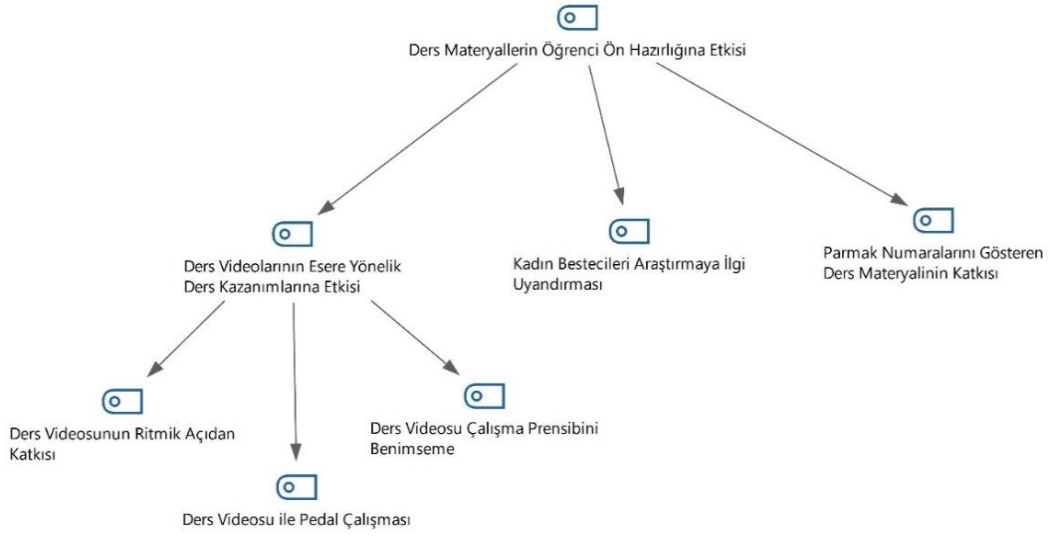 Ders Materyallerin Öğrenci Ön Hazırlığına Etkisi
Ders Videolarının Esere Yönelik
Ders Kazanımlarına Etkisi
Kadın Bestecileri Araştırmaya İlgi
Uyandırması
Parmak Numaralarını Gösteren
Ders Materyalinin Katkısı
Ders Videosunun Ritmik Açıdan
Katkısı
Ders Videosu Çalışma Prensibini
Benimseme
Ders Videosu ile Pedal Çalışması